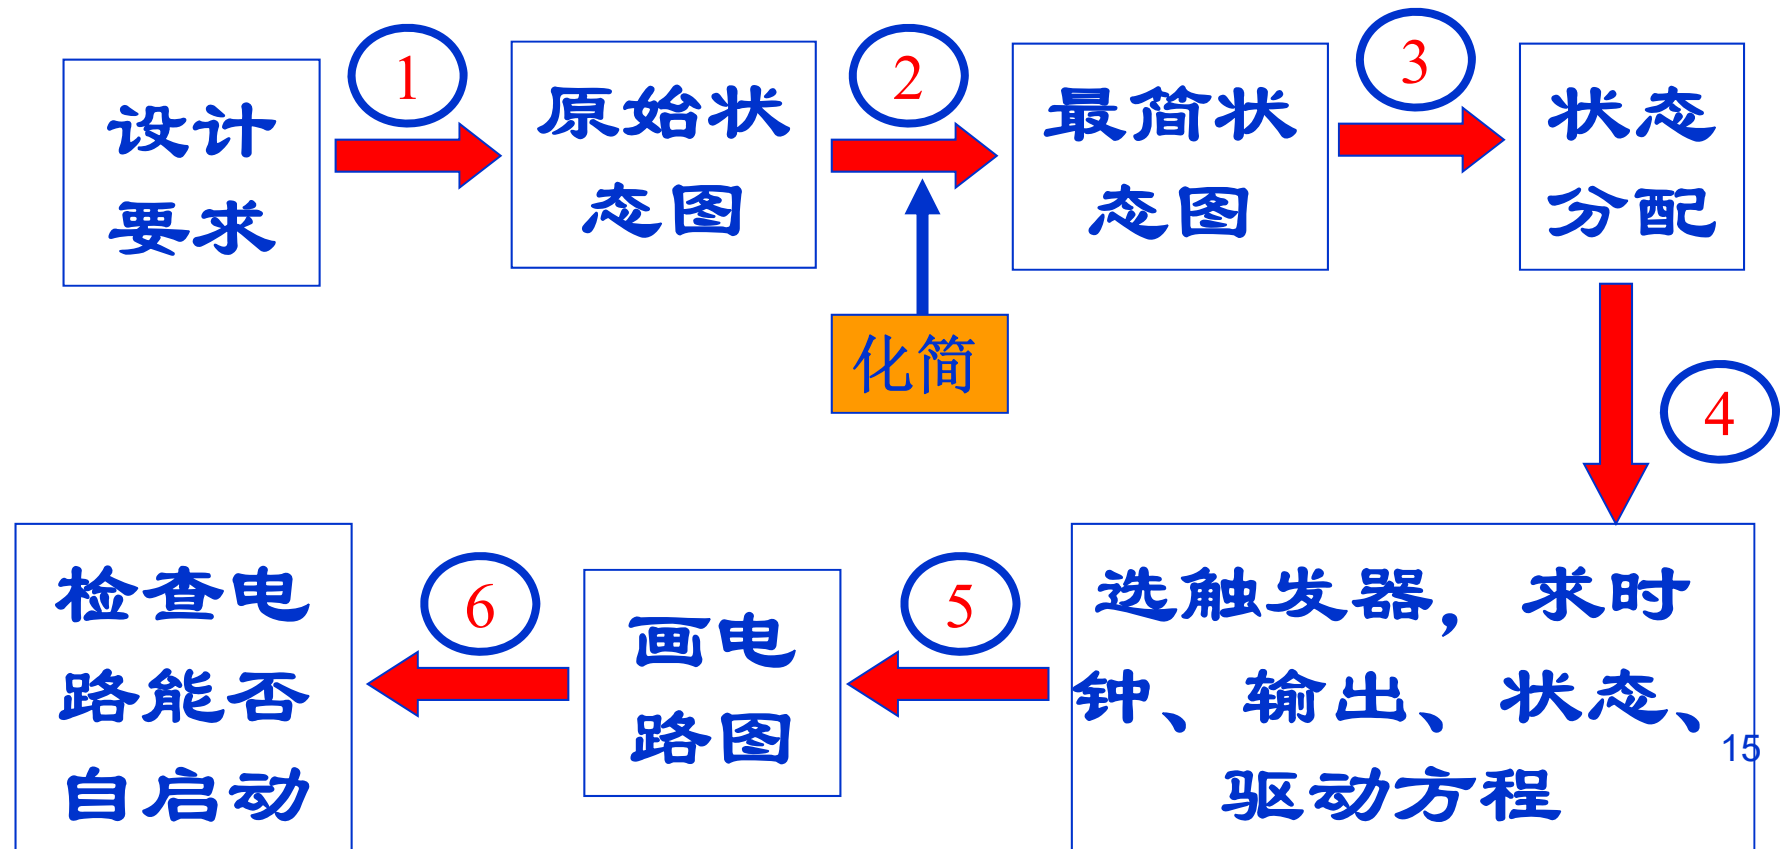 设计
要求
1
原始状
态图
2
化简
最简状
态图
3
状态
分配
4
选触发器，求时
钟、输出、状态、
驱动方程
5
画电
路图
6
检查电
路能否
自启动
15